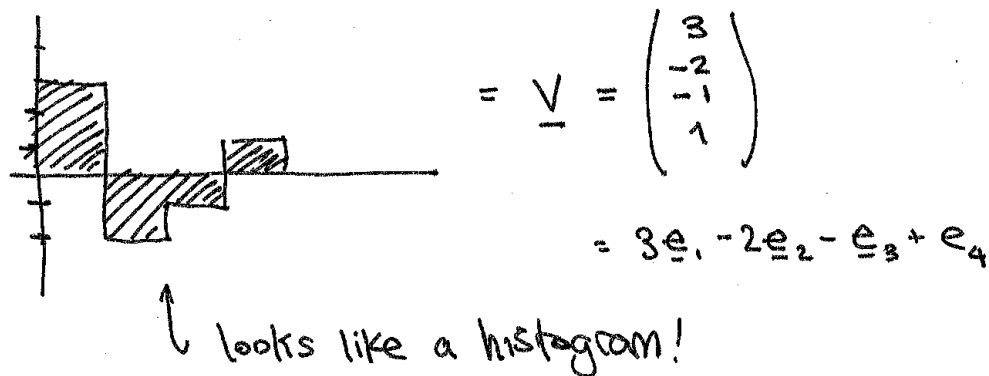 = V = ( 3
-2
-1
1 )
= 3e₁ - 2e₂ - e₃ + e₄
looks like a histogram!